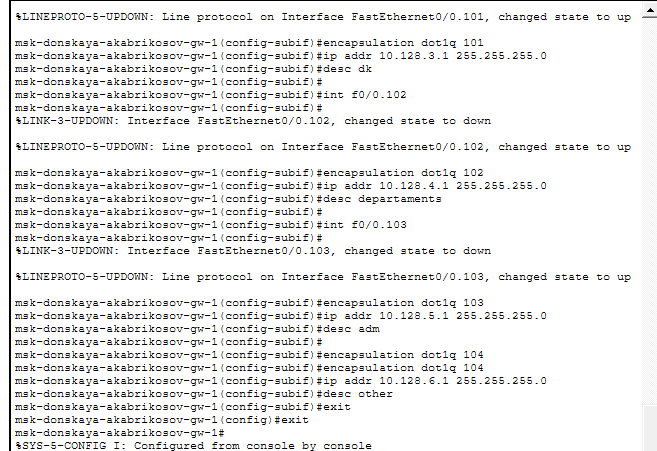 %LINEPROTO-5-UPDOWN: Line protocol on Interface FastEthernet0/0.101, changed state to up
msk-donskaya-akabrikosov-gw-1(config-subif)#encapsulation dot1q 101
msk-donskaya-akabrikosov-gw-1(config-subif)#ip addr 10.128.3.1 255.255.255.0
msk-donskaya-akabrikosov-gw-1(config-subif)#desc dk
msk-donskaya-akabrikosov-gw-1(config-subif)#
msk-donskaya-akabrikosov-gw-1(config-subif)#int f0/0.102
msk-donskaya-akabrikosov-gw-1(config-subif)#
%LINK-3-UPDOWN: Interface FastEthernet0/0.102, changed state to down
%LINEPROTO-5-UPDOWN: Line protocol on Interface FastEthernet0/0.102, changed state to up
msk-donskaya-akabrikosov-gw-1(config-subif)#encapsulation dot1q 102
msk-donskaya-akabrikosov-gw-1(config-subif)#ip addr 10.128.4.1 255.255.255.0
msk-donskaya-akabrikosov-gw-1(config-subif)#desc departaments
msk-donskaya-akabrikosov-gw-1(config-subif)#
msk-donskaya-akabrikosov-gw-1(config-subif)#int f0/0.103
msk-donskaya-akabrikosov-gw-1(config-subif)#
%LINK-3-UPDOWN: Interface FastEthernet0/0.103, changed state to down
%LINEPROTO-5-UPDOWN: Line protocol on Interface FastEthernet0/0.103, changed state to up
msk-donskaya-akabrikosov-gw-1(config-subif)#encapsulation dot1q 103
msk-donskaya-akabrikosov-gw-1(config-subif)#ip addr 10.128.5.1 255.255.255.0
msk-donskaya-akabrikosov-gw-1(config-subif)#desc adm
msk-donskaya-akabrikosov-gw-1(config-subif)#
msk-donskaya-akabrikosov-gw-1(config-subif)#encapsulation dot1q 104
msk-donskaya-akabrikosov-gw-1(config-subif)#encapsulation dot1q 104
msk-donskaya-akabrikosov-gw-1(config-subif)#ip addr 10.128.6.1 255.255.255.0
msk-donskaya-akabrikosov-gw-1(config-subif)#desc other
msk-donskaya-akabrikosov-gw-1(config-subif)#exit
msk-donskaya-akabrikosov-gw-1(config)#exit
msk-donskaya-akabrikosov-gw-1#
%SYS-5-CONFIG_I: Configured from console by console